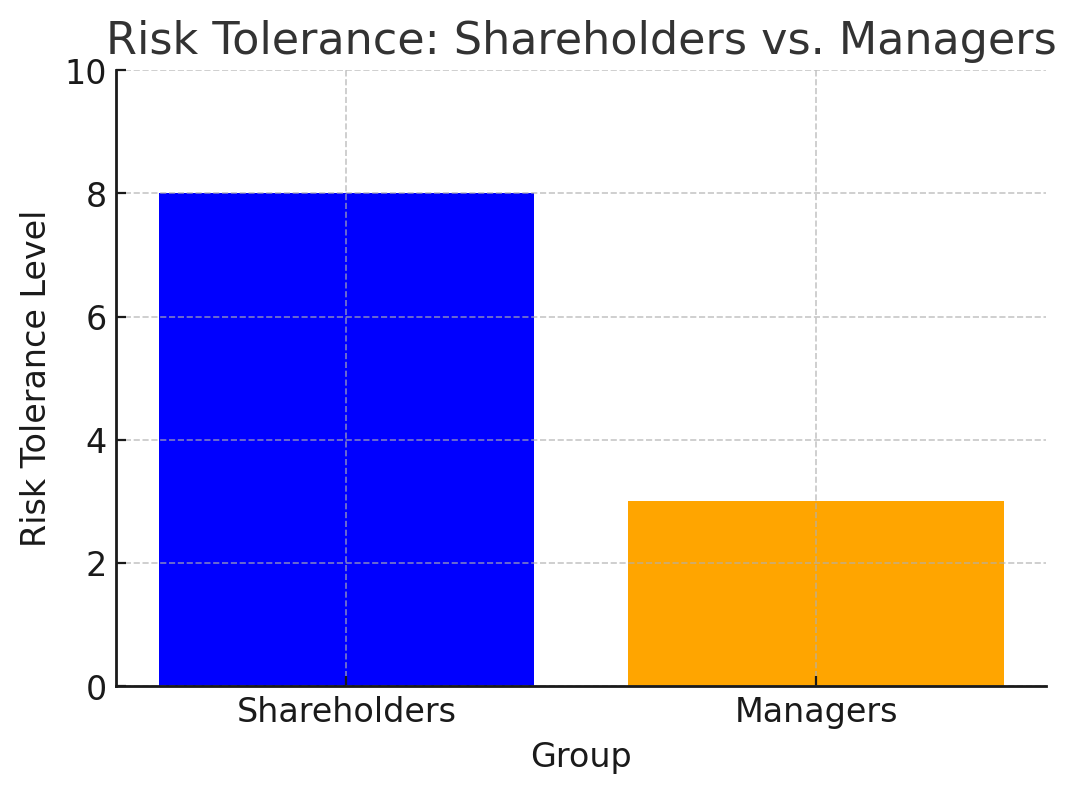 Risk Tolerance: Shareholders vs. Managers
10
8
6
4
2
0
Risk Tolerance Level
Shareholders
Managers
Group